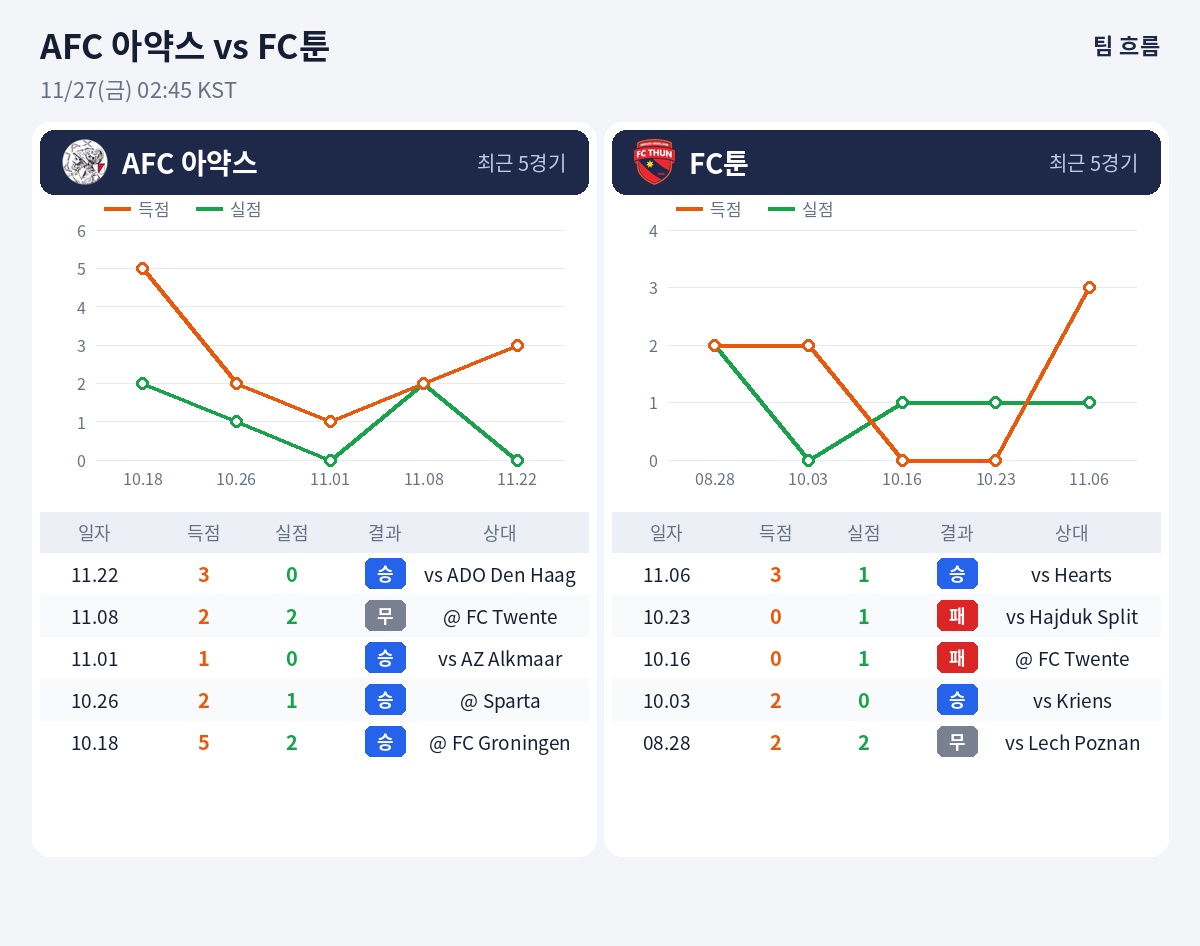 AFC 아약스 vs FC툰
팀 흐름
11/27(금) 02:45 KST
AFC 아약스
최근 5경기
득점 실점
6
5
4
3
2
1
0
10.18 10.26 11.01 11.08 11.22
일자 득점 실점 결과 상대
11.22 3 0 승 vs ADO Den Haag
11.08 2 2 무 @ FC Twente
11.01 1 0 승 vs AZ Alkmaar
10.26 2 1 승 @ Sparta
10.18 5 2 승 @ FC Groningen
FC THUN
FC툰
최근 5경기
득점 실점
4
3
2
1
0
08.28 10.03 10.16 10.23 11.06
일자 득점 실점 결과 상대
11.06 3 1 승 vs Hearts
10.23 0 1 패 vs Hajduk Split
10.16 0 1 패 @ FC Twente
10.03 2 0 승 vs Kriens
08.28 2 2 무 vs Lech Poznan